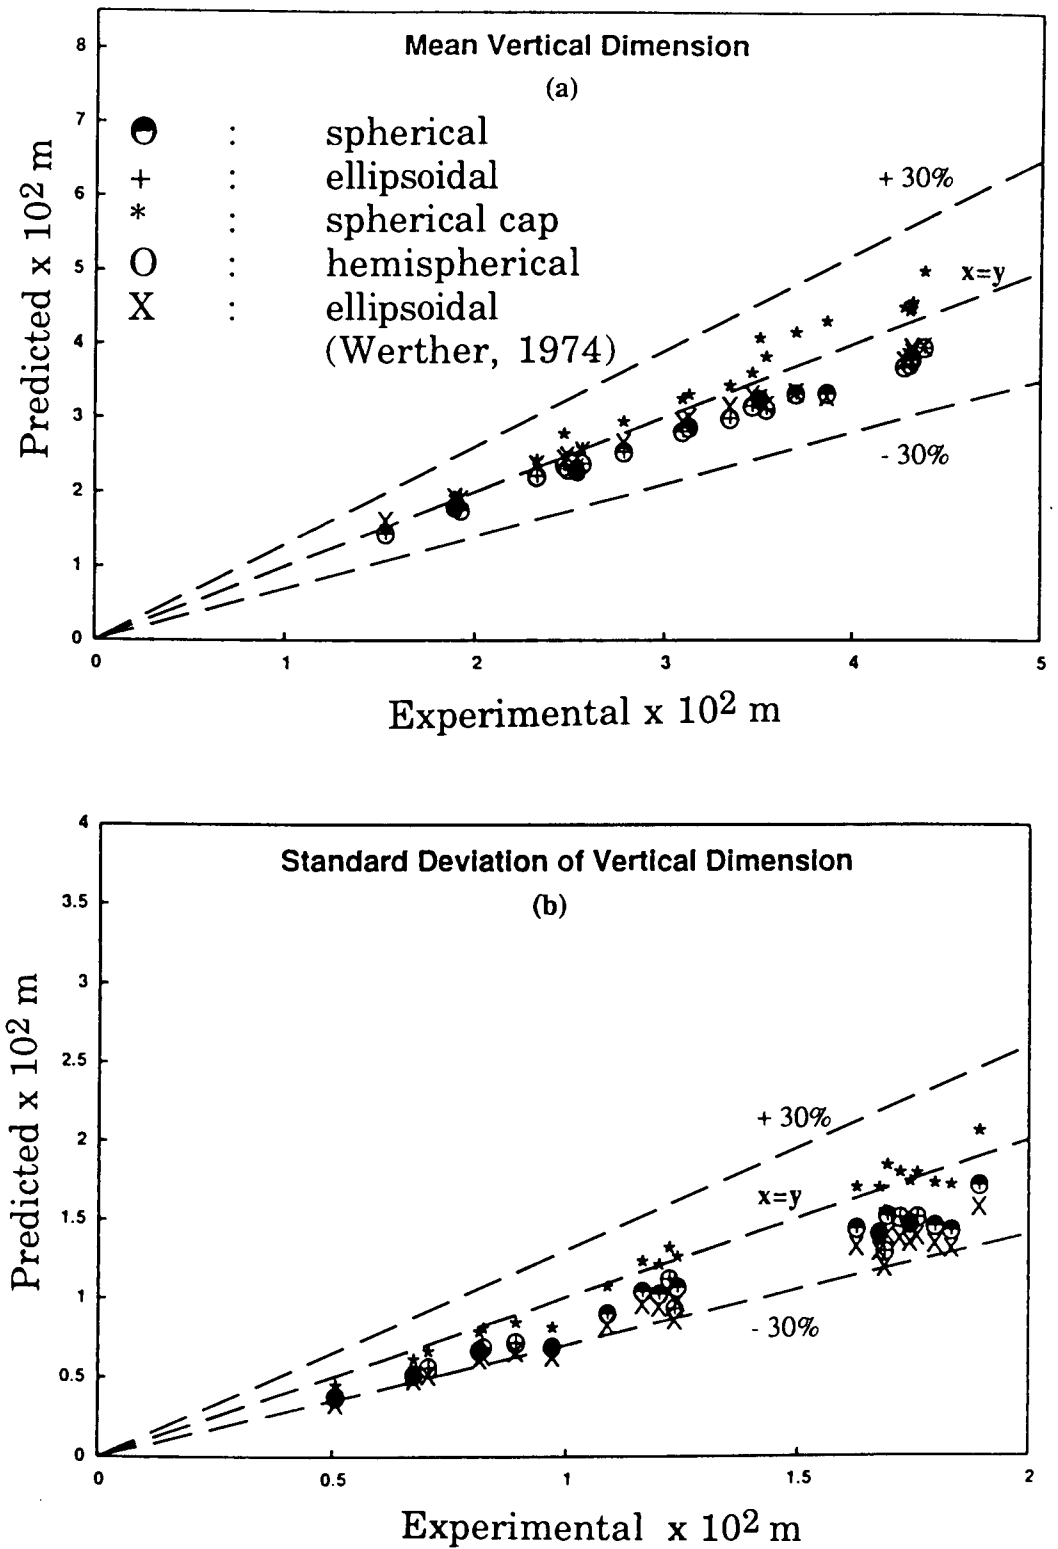 Mean Vertical Dimension
(a)
8
7
6
5
4
3
2
1
0
Predicted x 10² m
: spherical
+ : ellipsoidal
* : spherical cap
O : hemispherical
X : ellipsoidal
(Werther, 1974)
+ 30%
x=y
- 30%
0 1 2 3 4 5
Experimental x 10² m
Standard Deviation of Vertical Dimension
(b)
4
3.5
3
2.5
2
1.5
1
0.5
0
Predicted x 10² m
+ 30%
x=y
- 30%
0 0.5 1 1.5 2
Experimental x 10² m